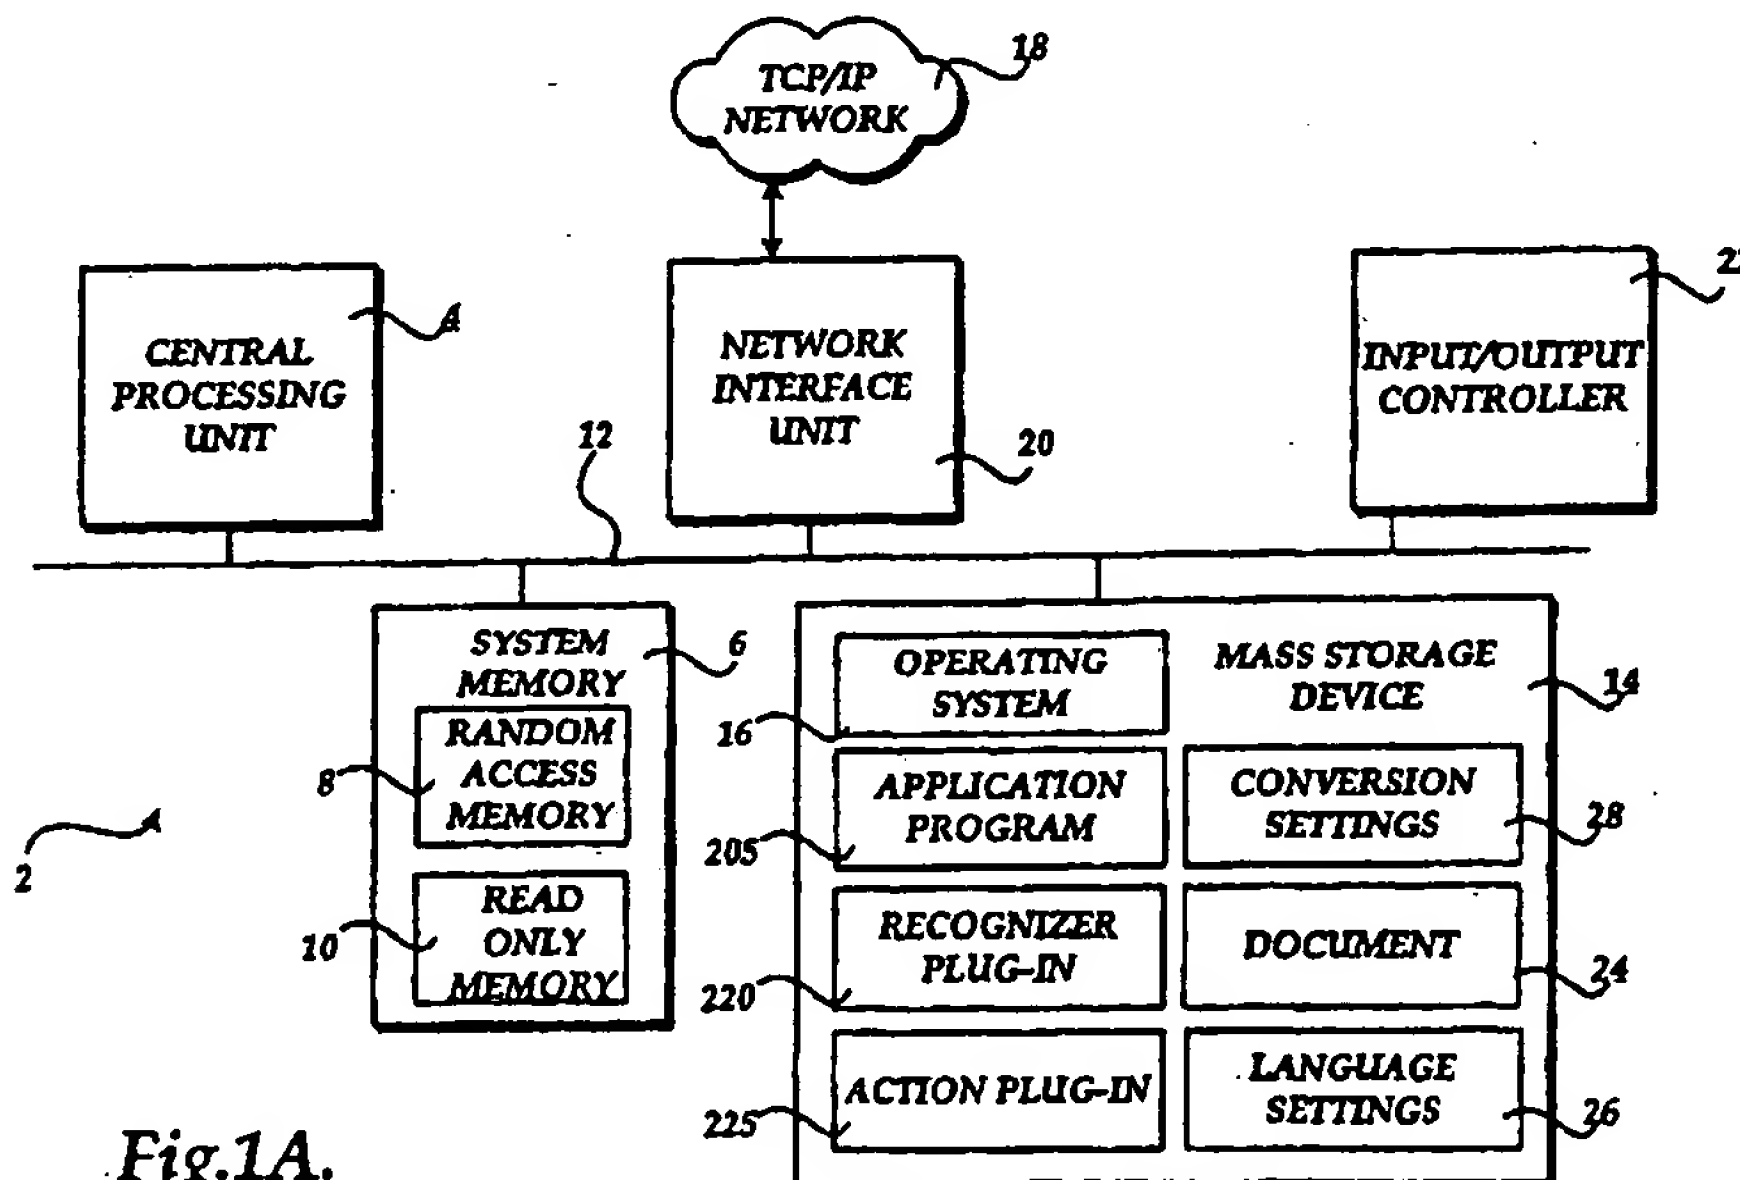 18
TCP/IP
NETWORK
CENTRAL
PROCESSING
UNIT
4
NETWORK
INTERFACE
UNIT
20
INPUT/OUTPUT
CONTROLLER
12
SYSTEM
MEMORY
6
RANDOM
ACCESS
MEMORY
8
READ
ONLY
MEMORY
10
2
MASS STORAGE
DEVICE
14
OPERATING
SYSTEM
16
APPLICATION
PROGRAM
205
CONVERSION
SETTINGS
28
RECOGNIZER
PLUG-IN
220
DOCUMENT
24
ACTION PLUG-IN
225
LANGUAGE
SETTINGS
26
Fig.1A.